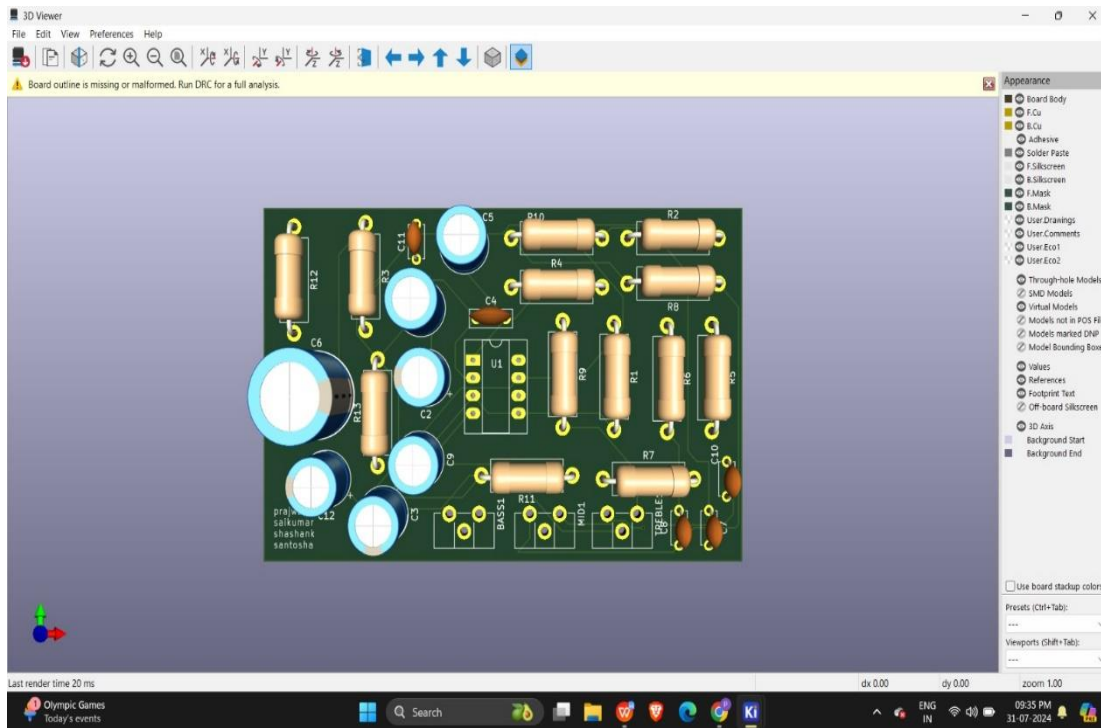 3D Viewer
File Edit View Preferences Help
Board outline is missing or malformed. Run DRC for a full analysis.
Appearance
Board Body
F.Cu
B.Cu
Adhesive
Solder Paste
F.Silkscreen
B.Silkscreen
F.Mask
B.Mask
User.Drawings
User.Comments
User.Eco1
User.Eco2
Through-hole Models
SMD Models
Virtual Models
Models not in POS Fil
Models marked DNP
Model Bounding Boxe
Values
References
Footprint Text
Off-board Silkscreen
3D Axis
Background Start
Background End
Use board stackup colors
Presets (Ctrl+Tab):
---
Viewports (Shift+Tab):
---
C5
R10
R2
C11
R12
R3
R4
R8
C4
C6
U1
R9
R1
R6
R5
C2
R13
C9
R7
C10
R11
C12
C3
BASS1
MID1
TREBLE
C8
C7
saikumar
shashank
santosha
Last render time 20 ms
dx 0.00
dy 0.00
zoom 1.00
1
Olympic Games
Today's events
Search
Ki
ENG
IN
09:35 PM
31-07-2024